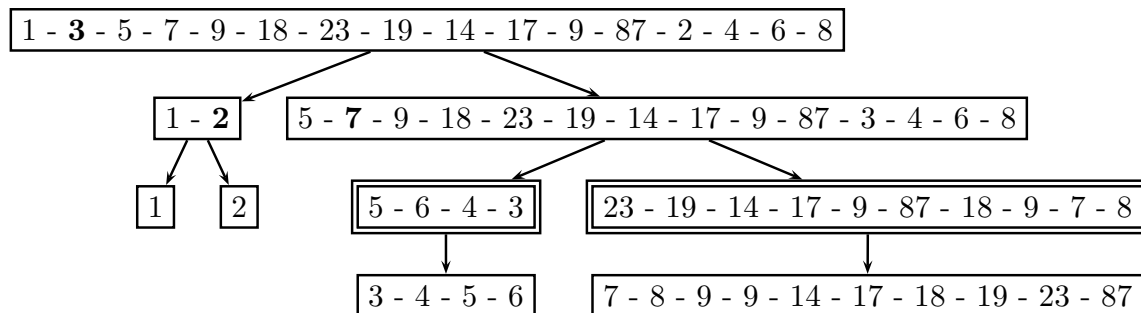 1 - 3 - 5 - 7 - 9 - 18 - 23 - 19 - 14 - 17 - 9 - 87 - 2 - 4 - 6 - 8
1 - 2
5 - 7 - 9 - 18 - 23 - 19 - 14 - 17 - 9 - 87 - 3 - 4 - 6 - 8
1
2
5 - 6 - 4 - 3
23 - 19 - 14 - 17 - 9 - 87 - 18 - 9 - 7 - 8
3 - 4 - 5 - 6
7 - 8 - 9 - 9 - 14 - 17 - 18 - 19 - 23 - 87